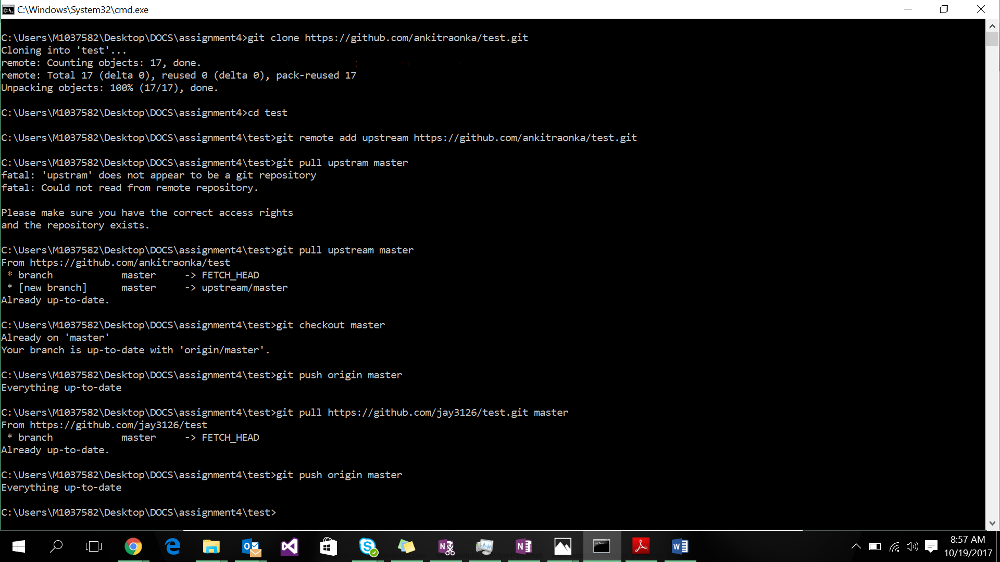 C:\Windows\System32\cmd.exe
C:\Users\M1037582\Desktop\DOCS\assignment4>git clone https://github.com/ankitraonka/test.git
Cloning into 'test'...
remote: Counting objects: 17, done.
remote: Total 17 (delta 0), reused 0 (delta 0), pack-reused 17
Unpacking objects: 100% (17/17), done.
C:\Users\M1037582\Desktop\DOCS\assignment4>cd test
C:\Users\M1037582\Desktop\DOCS\assignment4\test>git remote add upstream https://github.com/ankitraonka/test.git
C:\Users\M1037582\Desktop\DOCS\assignment4\test>git pull upstram master
fatal: 'upstram' does not appear to be a git repository
fatal: Could not read from remote repository.
Please make sure you have the correct access rights
and the repository exists.
C:\Users\M1037582\Desktop\DOCS\assignment4\test>git pull upstream master
From https://github.com/ankitraonka/test
 * branch            master     -> FETCH_HEAD
 * [new branch]      master     -> upstream/master
Already up-to-date.
C:\Users\M1037582\Desktop\DOCS\assignment4\test>git checkout master
Already on 'master'
Your branch is up-to-date with 'origin/master'.
C:\Users\M1037582\Desktop\DOCS\assignment4\test>git push origin master
Everything up-to-date
C:\Users\M1037582\Desktop\DOCS\assignment4\test>git pull https://github.com/jay3126/test.git master
From https://github.com/jay3126/test
 * branch            master     -> FETCH_HEAD
Already up-to-date.
C:\Users\M1037582\Desktop\DOCS\assignment4\test>git push origin master
Everything up-to-date
C:\Users\M1037582\Desktop\DOCS\assignment4\test>
8:57 AM
10/19/2017